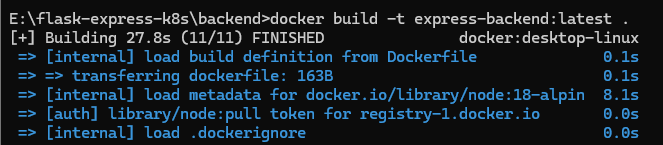 E:\flask-express-k8s\backend>docker build -t express-backend:latest .
[+] Building 27.8s (11/11) FINISHED docker:desktop-linux
=> [internal] load build definition from Dockerfile 0.1s
=> => transferring dockerfile: 163B 0.1s
=> [internal] load metadata for docker.io/library/node:18-alpin 8.1s
=> [auth] library/node:pull token for registry-1.docker.io 0.0s
=> [internal] load .dockerignore 0.0s